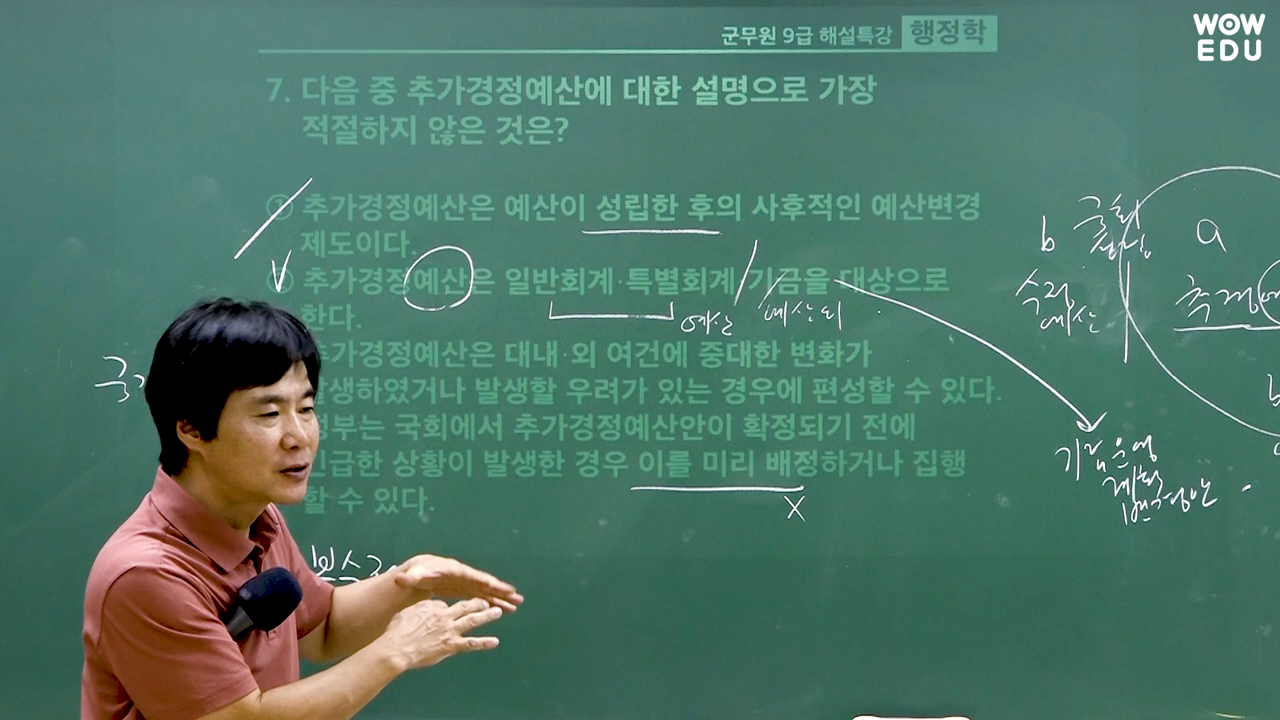 WOW
EDU
군무원 9급 해설특강 행정학
7. 다음 중 추가경정예산에 대한 설명으로 가장
적절하지 않은 것은?
① 추가경정예산은 예산이 성립한 후의 사후적인 예산변경
제도이다.
추가경정예산은 일반회계·특별회계 기금을 대상으로
한다.
예산 예산외
추가경정예산은 대내·외 여건에 중대한 변화가
발생하였거나 발생할 우려가 있는 경우에 편성할 수 있다.
정부는 국회에서 추가경정예산안이 확정되기 전에
긴급한 상황이 발생한 경우 이를 미리 배정하거나 집행
할 수 있다.
X
b 국회
a
수정
예산
추경
b
기금운영
계획
변경안